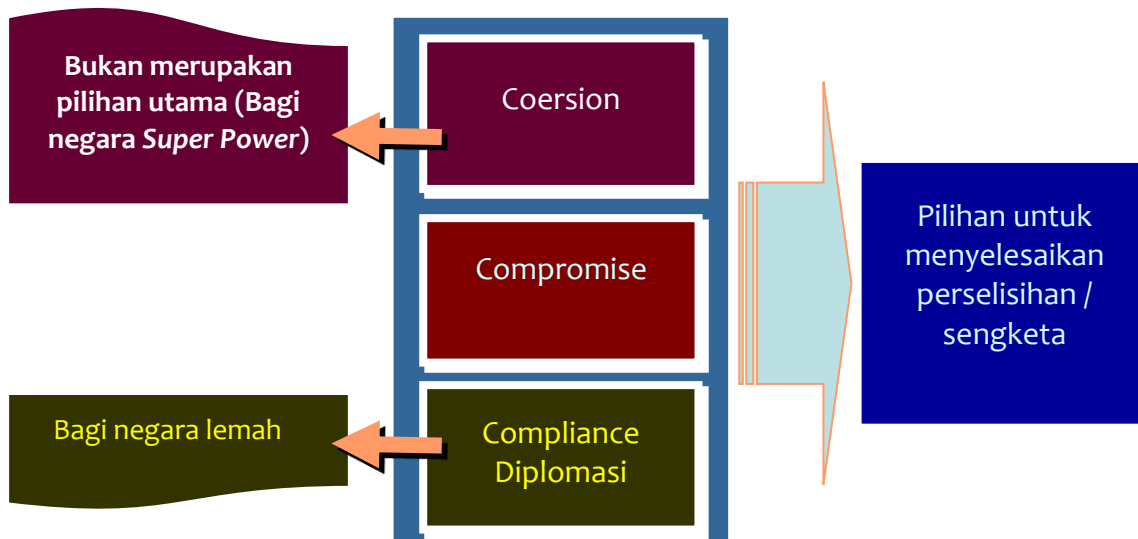 Bukan merupakan
pilihan utama (Bagi
negara Super Power)
Coersion
Compromise
Pilihan untuk
menyelesaikan
perselisihan /
sengketa
Bagi negara lemah
Compliance
Diplomasi